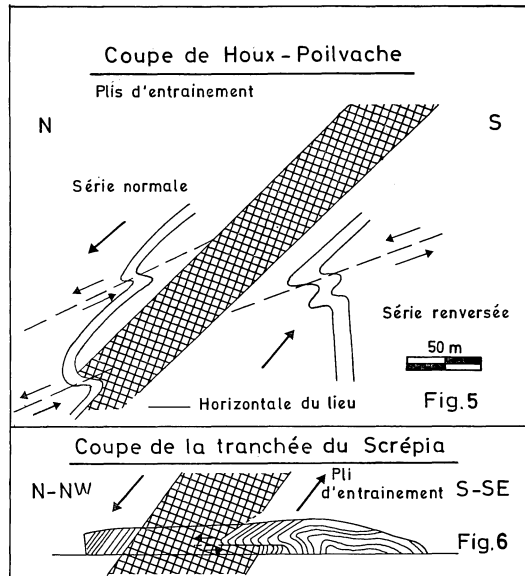 Coupe de Houx - Poilvache
Plis d'entrainement
N
S
Série normale
Série renversée
50 m
Horizontale du lieu
Fig.5
Coupe de la tranchée du Scrépia
N-NW
Pli
d'entrainement
S-SE
Fig.6